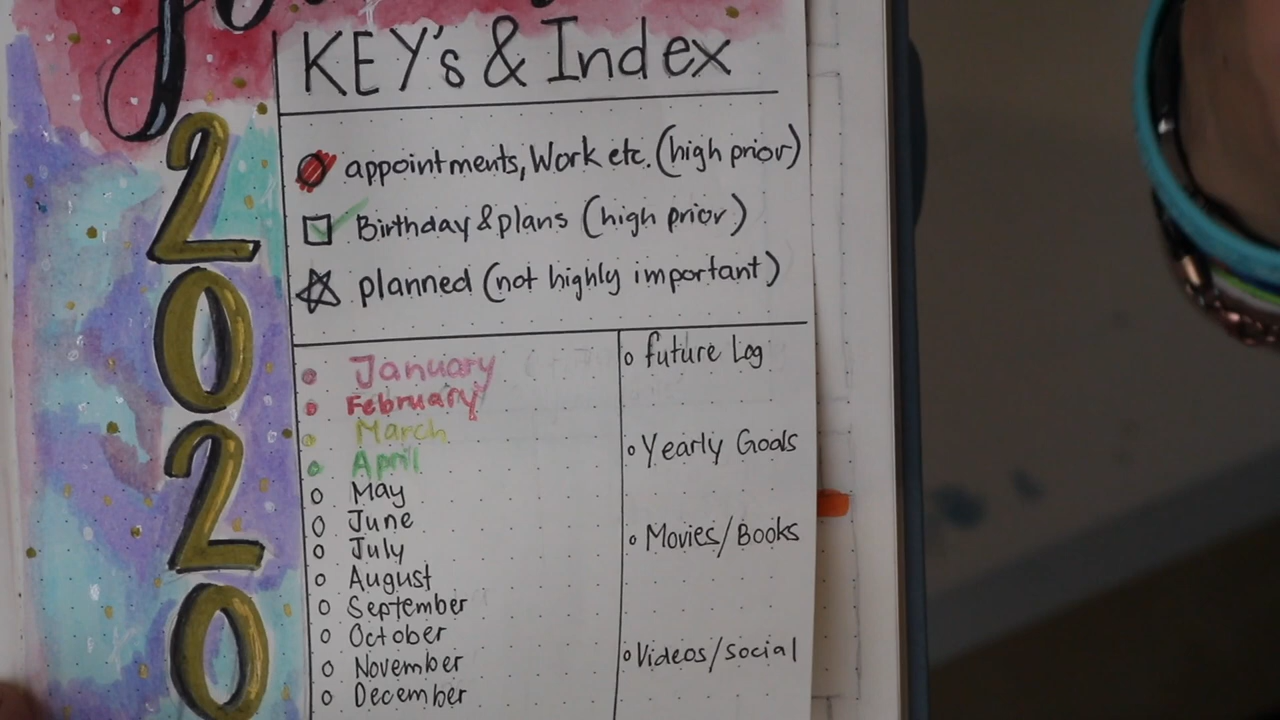 KEY's & Index
2020
appointments, Work etc. (high prior)
Birthday & plans (high prior)
planned (not highly important)
January
February
March
April
May
June
July
August
September
October
November
December
Future Log
Yearly Goals
Movies/Books
Videos/social